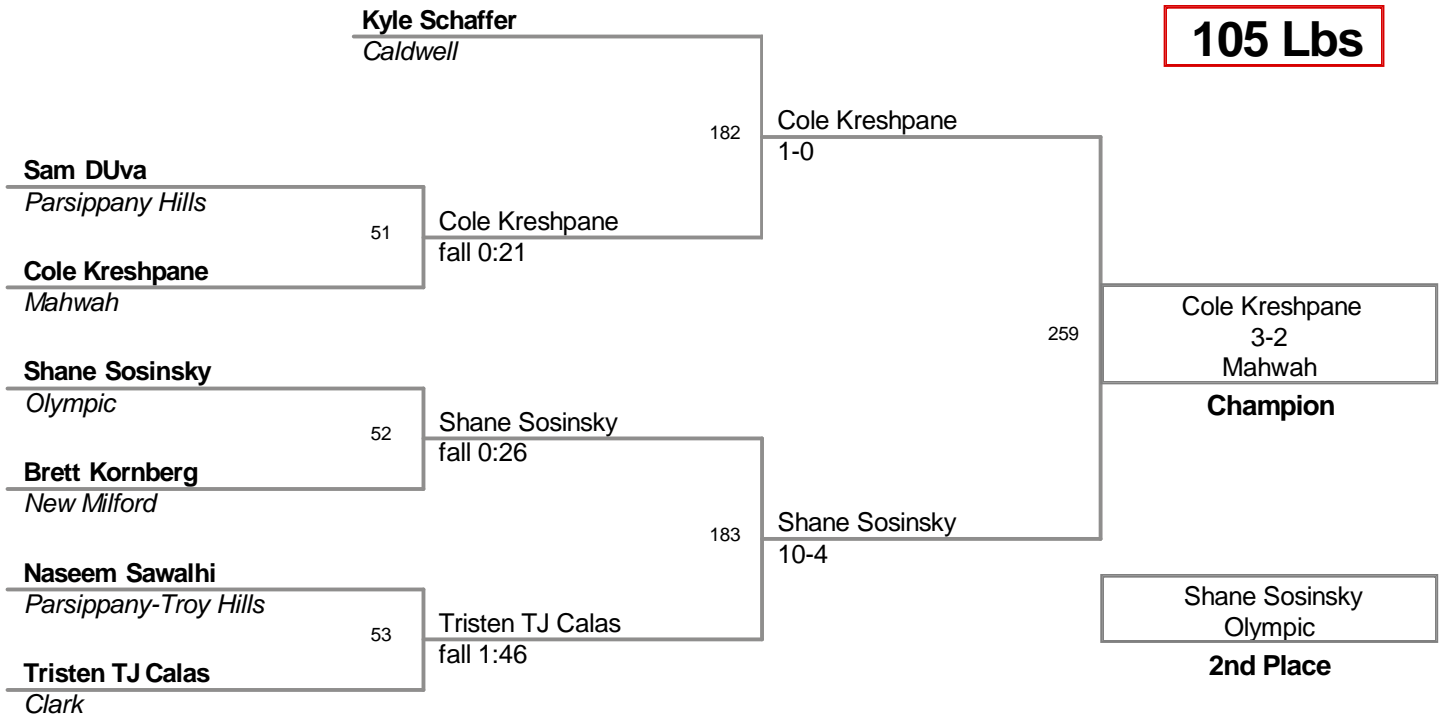 Kyle Schaffer
Caldwell
105 Lbs
182
Cole Kreshpane
1-0
Sam DUva
Parsippany Hills
51
Cole Kreshpane
fall 0:21
Cole Kreshpane
Mahwah
259
Cole Kreshpane
3-2
Mahwah
Champion
Shane Sosinsky
Olympic
52
Shane Sosinsky
fall 0:26
Brett Kornberg
New Milford
183
Shane Sosinsky
10-4
Naseem Sawalhi
Parsippany-Troy Hills
53
Tristen TJ Calas
fall 1:46
Tristen TJ Calas
Clark
Shane Sosinsky
Olympic
2nd Place